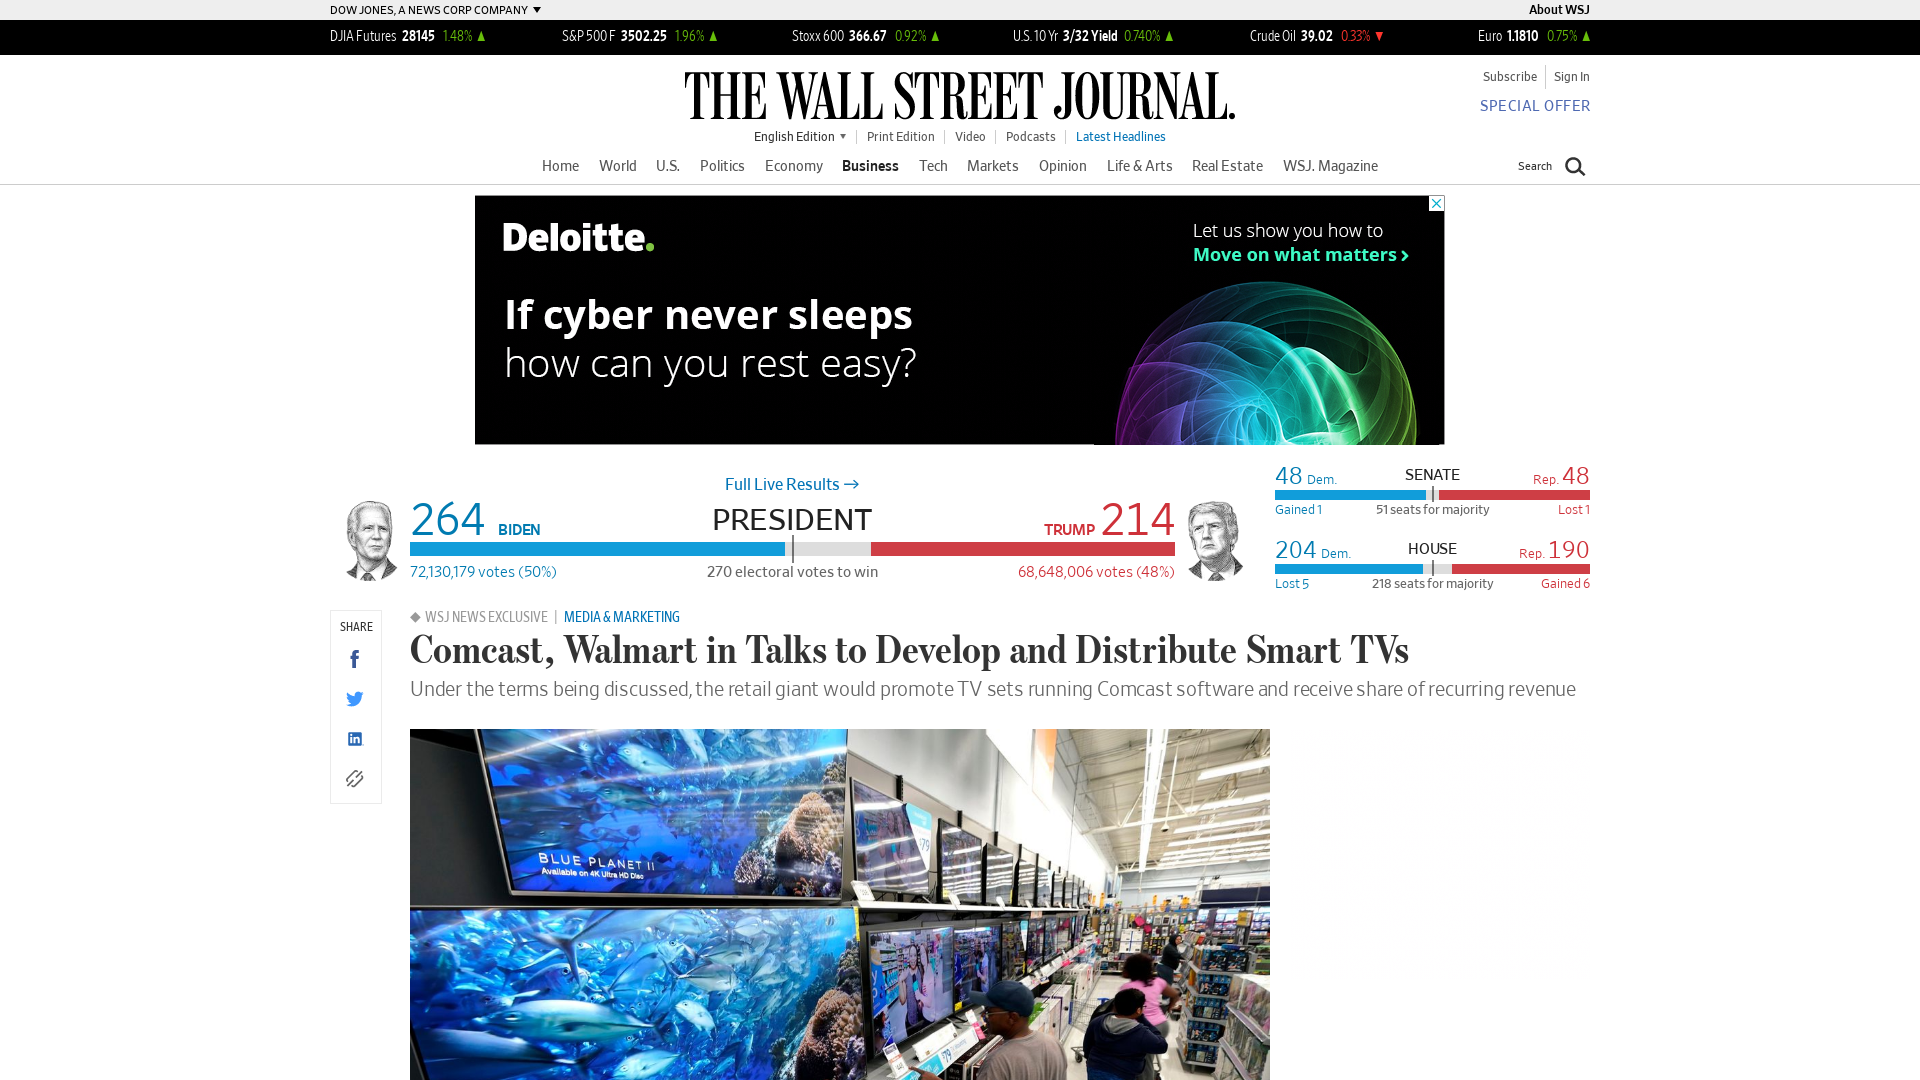 DOW JONES, A NEWS CORP COMPANY
About WSJ
DJIA Futures 28145 1.48%
S&P 500 F 3502.25 1.96%
Stoxx 600 366.67 0.92%
U.S. 10 Yr 3/32 Yield 0.740%
Crude Oil 39.02 0.33%
Euro 1.1810 0.75%
THE WALL STREET JOURNAL.
Subscribe
Sign In
SPECIAL OFFER
English Edition
Print Edition
Video
Podcasts
Latest Headlines
Home
World
U.S.
Politics
Economy
Business
Tech
Markets
Opinion
Life & Arts
Real Estate
WSJ. Magazine
Search
Deloitte.
Let us show you how to
Move on what matters
If cyber never sleeps
how can you rest easy?
Full Live Results →
264 BIDEN
PRESIDENT
TRUMP 214
72,130,179 votes (50%)
270 electoral votes to win
68,648,006 votes (48%)
48 Dem.
SENATE
Rep. 48
Gained 1
51 seats for majority
Lost 1
204 Dem.
HOUSE
Rep. 190
Lost 5
218 seats for majority
Gained 6
SHARE
◆ WSJ NEWS EXCLUSIVE | MEDIA & MARKETING
Comcast, Walmart in Talks to Develop and Distribute Smart TVs
Under the terms being discussed, the retail giant would promote TV sets running Comcast software and receive share of recurring revenue
BLUE PLANET II
Available on 4K Ultra HD Disc
$79